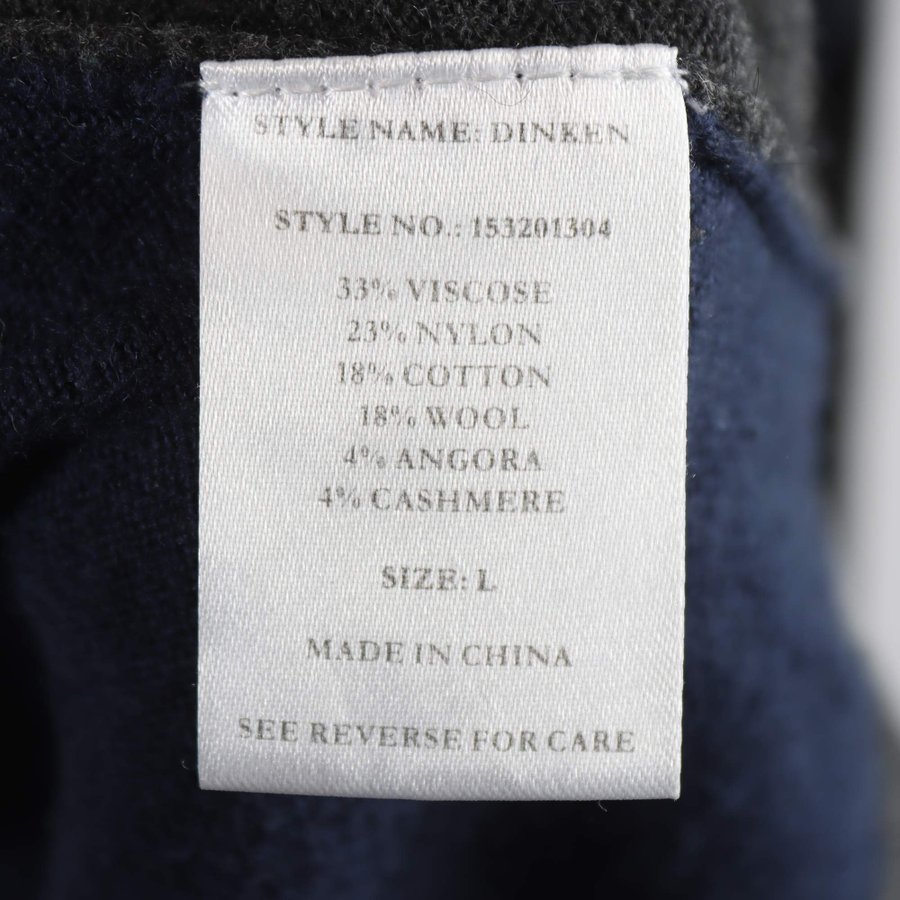 STYLE NAME: DINKEN
STYLE NO.: 153201304
33% VISCOSE
23% NYLON
18% COTTON
18% WOOL
4% ANGORA
4% CASHMERE
SIZE: L
MADE IN CHINA
SEE REVERSE FOR CARE